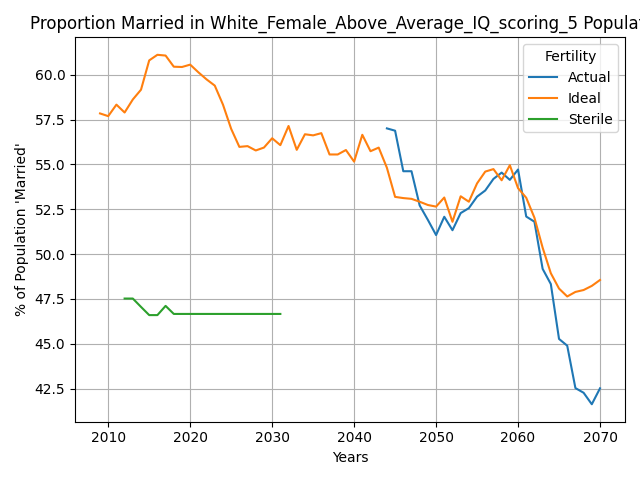 Proportion Married in White_Female_Above_Average_IQ_scoring_5 Populat
Fertility
Actual
Ideal
Sterile
% of Population 'Married'
60.0
57.5
55.0
52.5
50.0
47.5
45.0
42.5
2010 2020 2030 2040 2050 2060 2070
Years